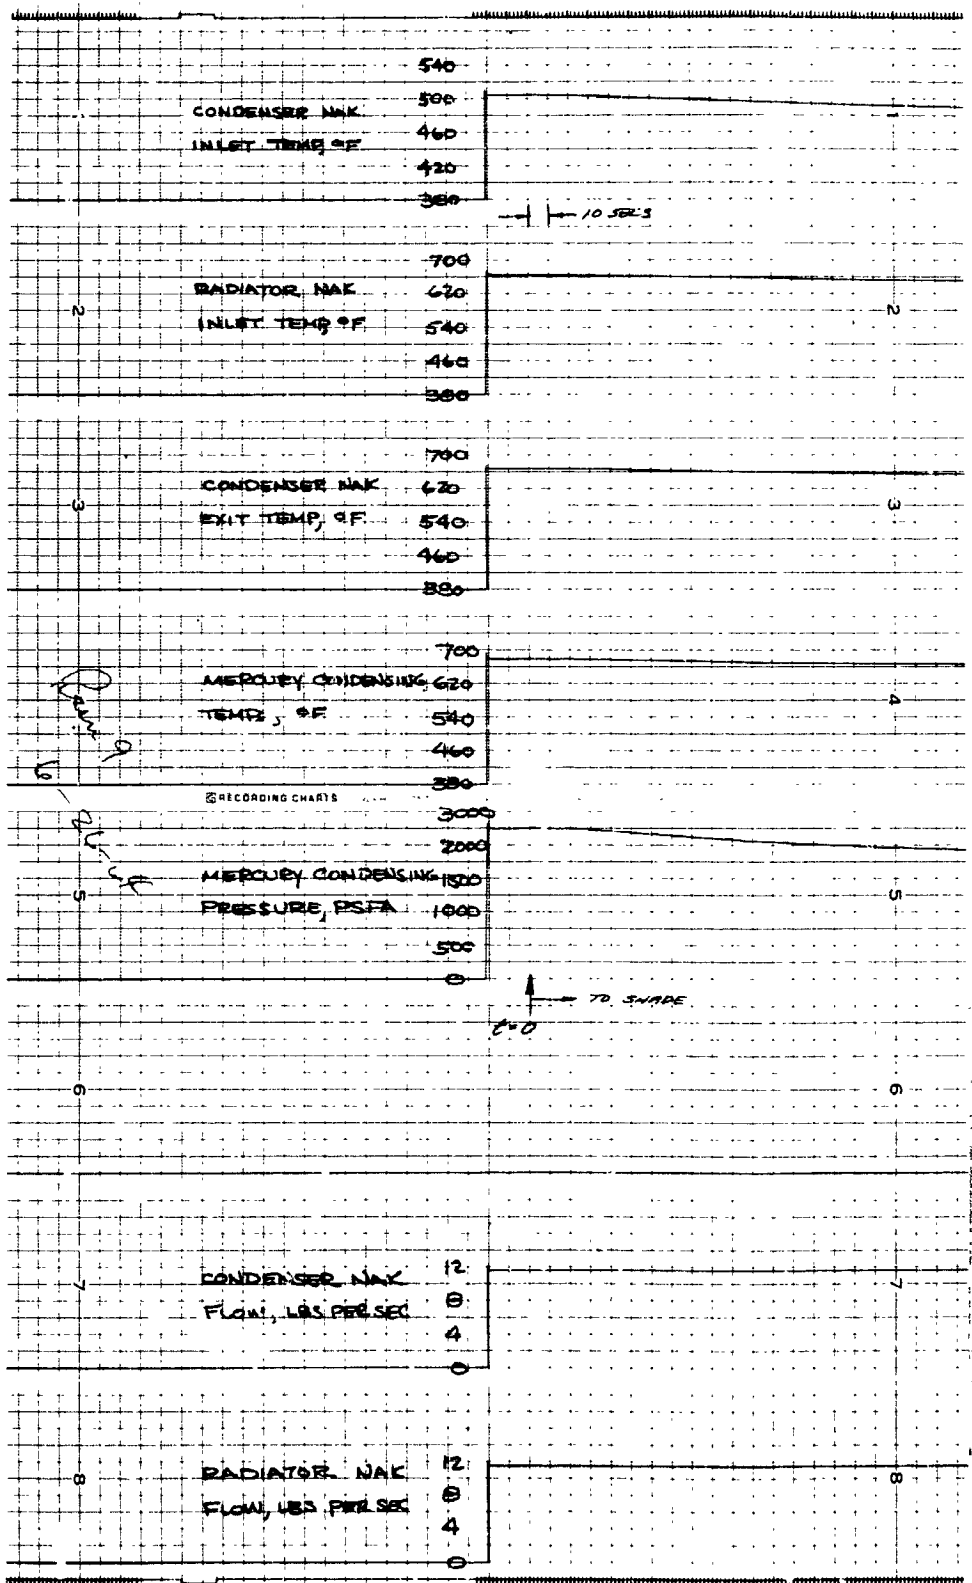 540
CONDENSER NAK 500
INLET TEMP, °F 460
420
380
10 SECS
700
RADIATOR NAK 620
INLET TEMP, °F 540
460
380
2 2
700
CONDENSER NAK 620
EXIT TEMP, °F 540
460
380
3 3
700
MERCURY CONDENSING 620
TEMP., °F 540
460
380
4
RECORDING CHARTS
3000
2000
MERCURY CONDENSING 1500
PRESSURE, PSFA 1000
500
0
5 5
t=0 TO SHADE
6 6
CONDENSER NAK 12
8
FLOW, LBS PER SEC 4
0
7 7
RADIATOR NAK 12
8
FLOW, LBS PER SEC 4
0
8 8